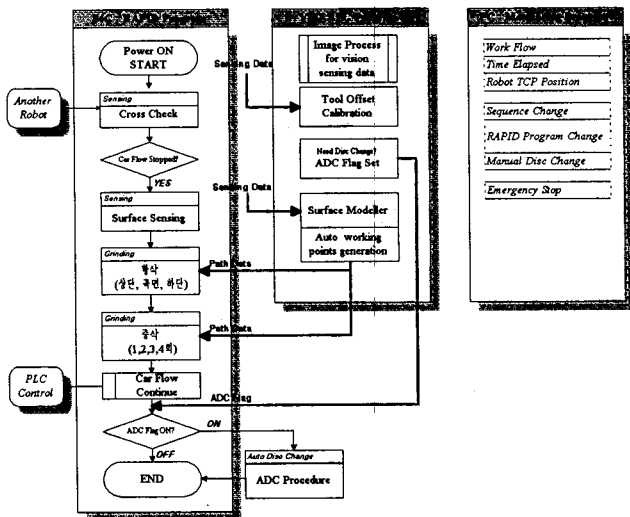 Power ON
START
Another
Robot
Sensing
Cross Check
Car Flow Stopped?
YES
Sensing
Surface Sensing
Grinding
황삭
(상단, 곡면, 하단)
Grinding
중삭
(1,2,3,4회)
PLC
Control
Car Flow
Continue
ADC Flag ON?
ON
OFF
END
Auto Disc Change
ADC Procedure
Sensing Data
Sensing Data
Path Data
Path Data
ADC Flag
Image Process
for vision
sensing data
Tool Offset
Calibration
Need Disc Change?
ADC Flag Set
Surface Modeller
Auto working
points generation
Work Flow
Time Elapsed
Robot TCP Position
Sequence Change
RAPID Program Change
Manual Disc Change
Emergency Stop